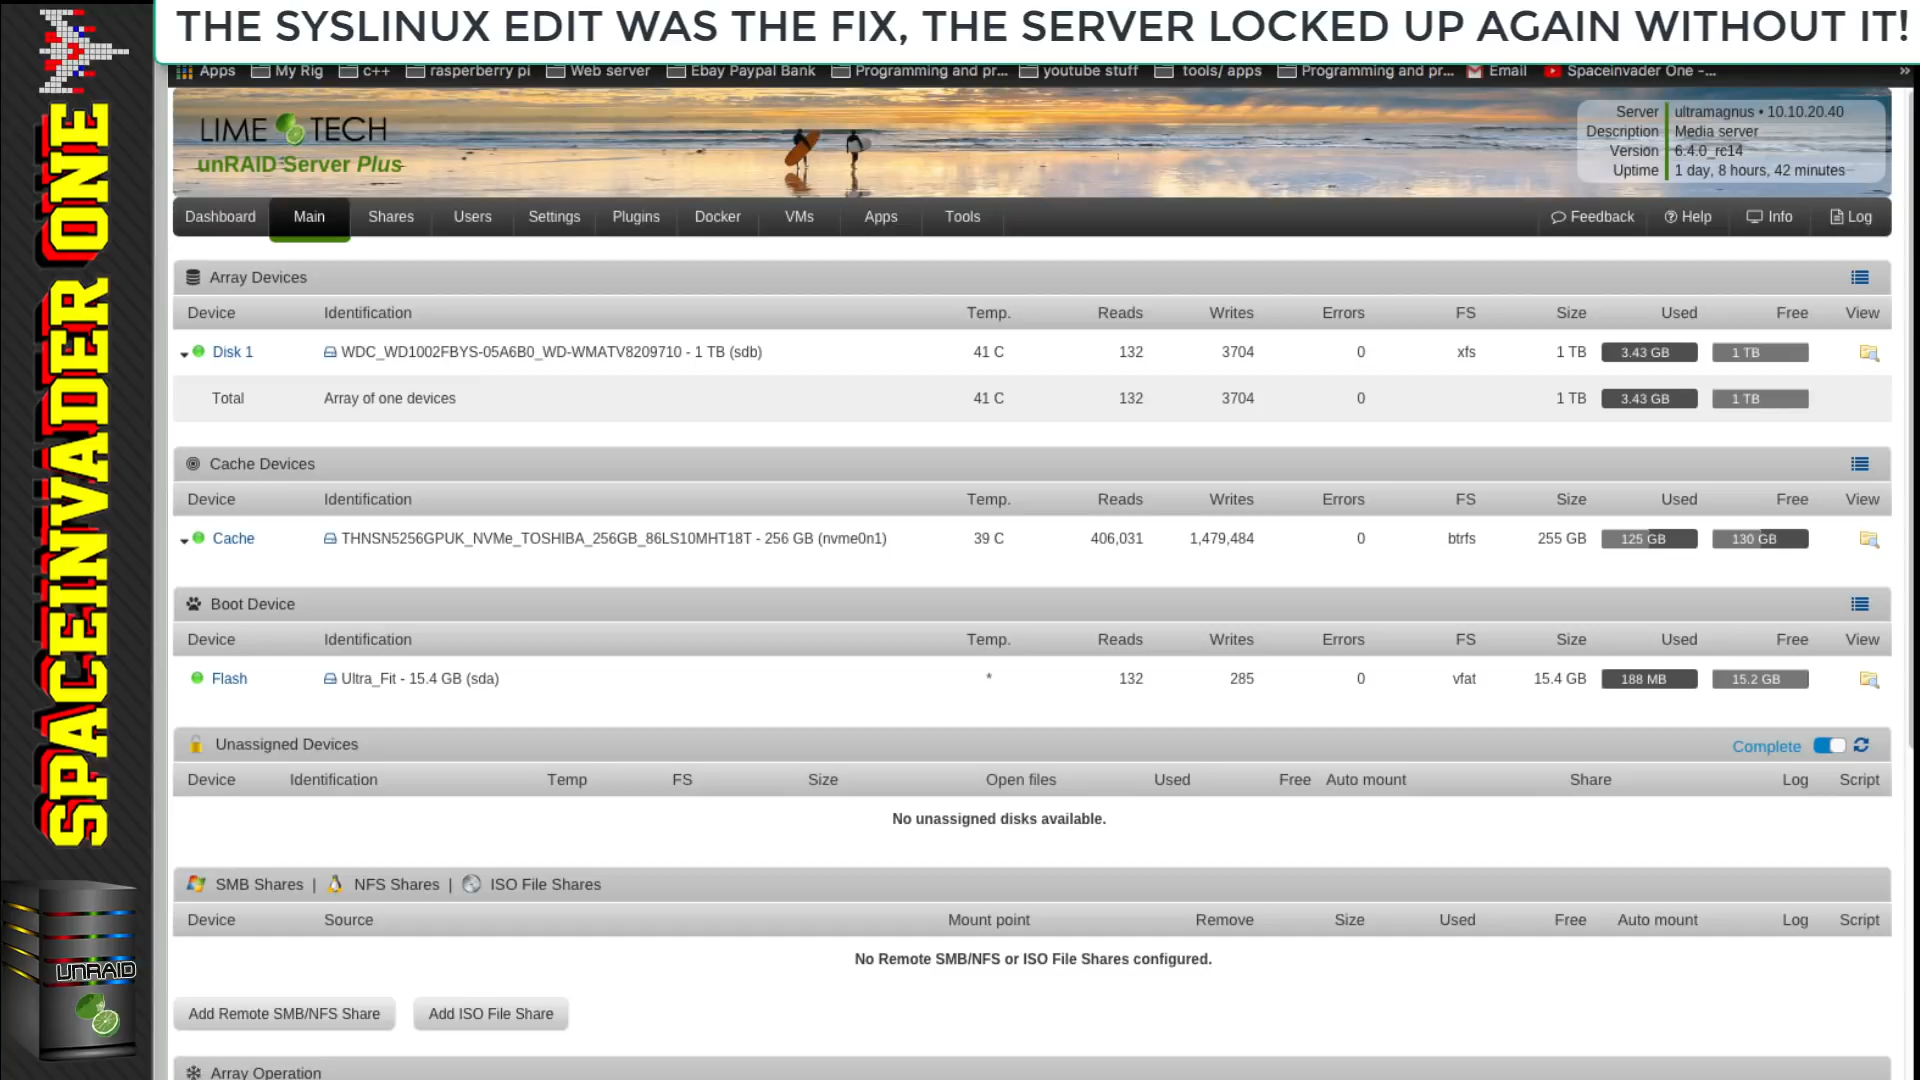 THE SYSLINUX EDIT WAS THE FIX, THE SERVER LOCKED UP AGAIN WITHOUT IT!
Apps My Rig c++ rasperberry pi Web server Ebay Paypal Bank Programming and pr... youtube stuff tools/ apps Programming and pr... Email Spaceinvader One -... »
SPACEINVADER ONE
LIME TECH
unRAID Server Plus
Server ultramagnus • 10.10.20.40
Description Media server
Version 6.4.0_rc14
Uptime 1 day, 8 hours, 42 minutes
Dashboard Main Shares Users Settings Plugins Docker VMs Apps Tools Feedback Help Info Log
Array Devices
Device Identification Temp. Reads Writes Errors FS Size Used Free View
Disk 1 WDC_WD1002FBYS-05A6B0_WD-WMATV8209710 - 1 TB (sdb) 41 C 132 3704 0 xfs 1 TB 3.43 GB 1 TB
Total Array of one devices 41 C 132 3704 0 1 TB 3.43 GB 1 TB
Cache Devices
Device Identification Temp. Reads Writes Errors FS Size Used Free View
Cache THNSN5256GPUK_NVMe_TOSHIBA_256GB_86LS10MHT18T - 256 GB (nvme0n1) 39 C 406,031 1,479,484 0 btrfs 255 GB 125 GB 130 GB
Boot Device
Device Identification Temp. Reads Writes Errors FS Size Used Free View
Flash Ultra_Fit - 15.4 GB (sda) * 132 285 0 vfat 15.4 GB 188 MB 15.2 GB
Unassigned Devices Complete
Device Identification Temp FS Size Open files Used Free Auto mount Share Log Script
No unassigned disks available.
SMB Shares | NFS Shares | ISO File Shares
Device Source Mount point Remove Size Used Free Auto mount Log Script
No Remote SMB/NFS or ISO File Shares configured.
UNRAID
Add Remote SMB/NFS Share Add ISO File Share
Array Operation